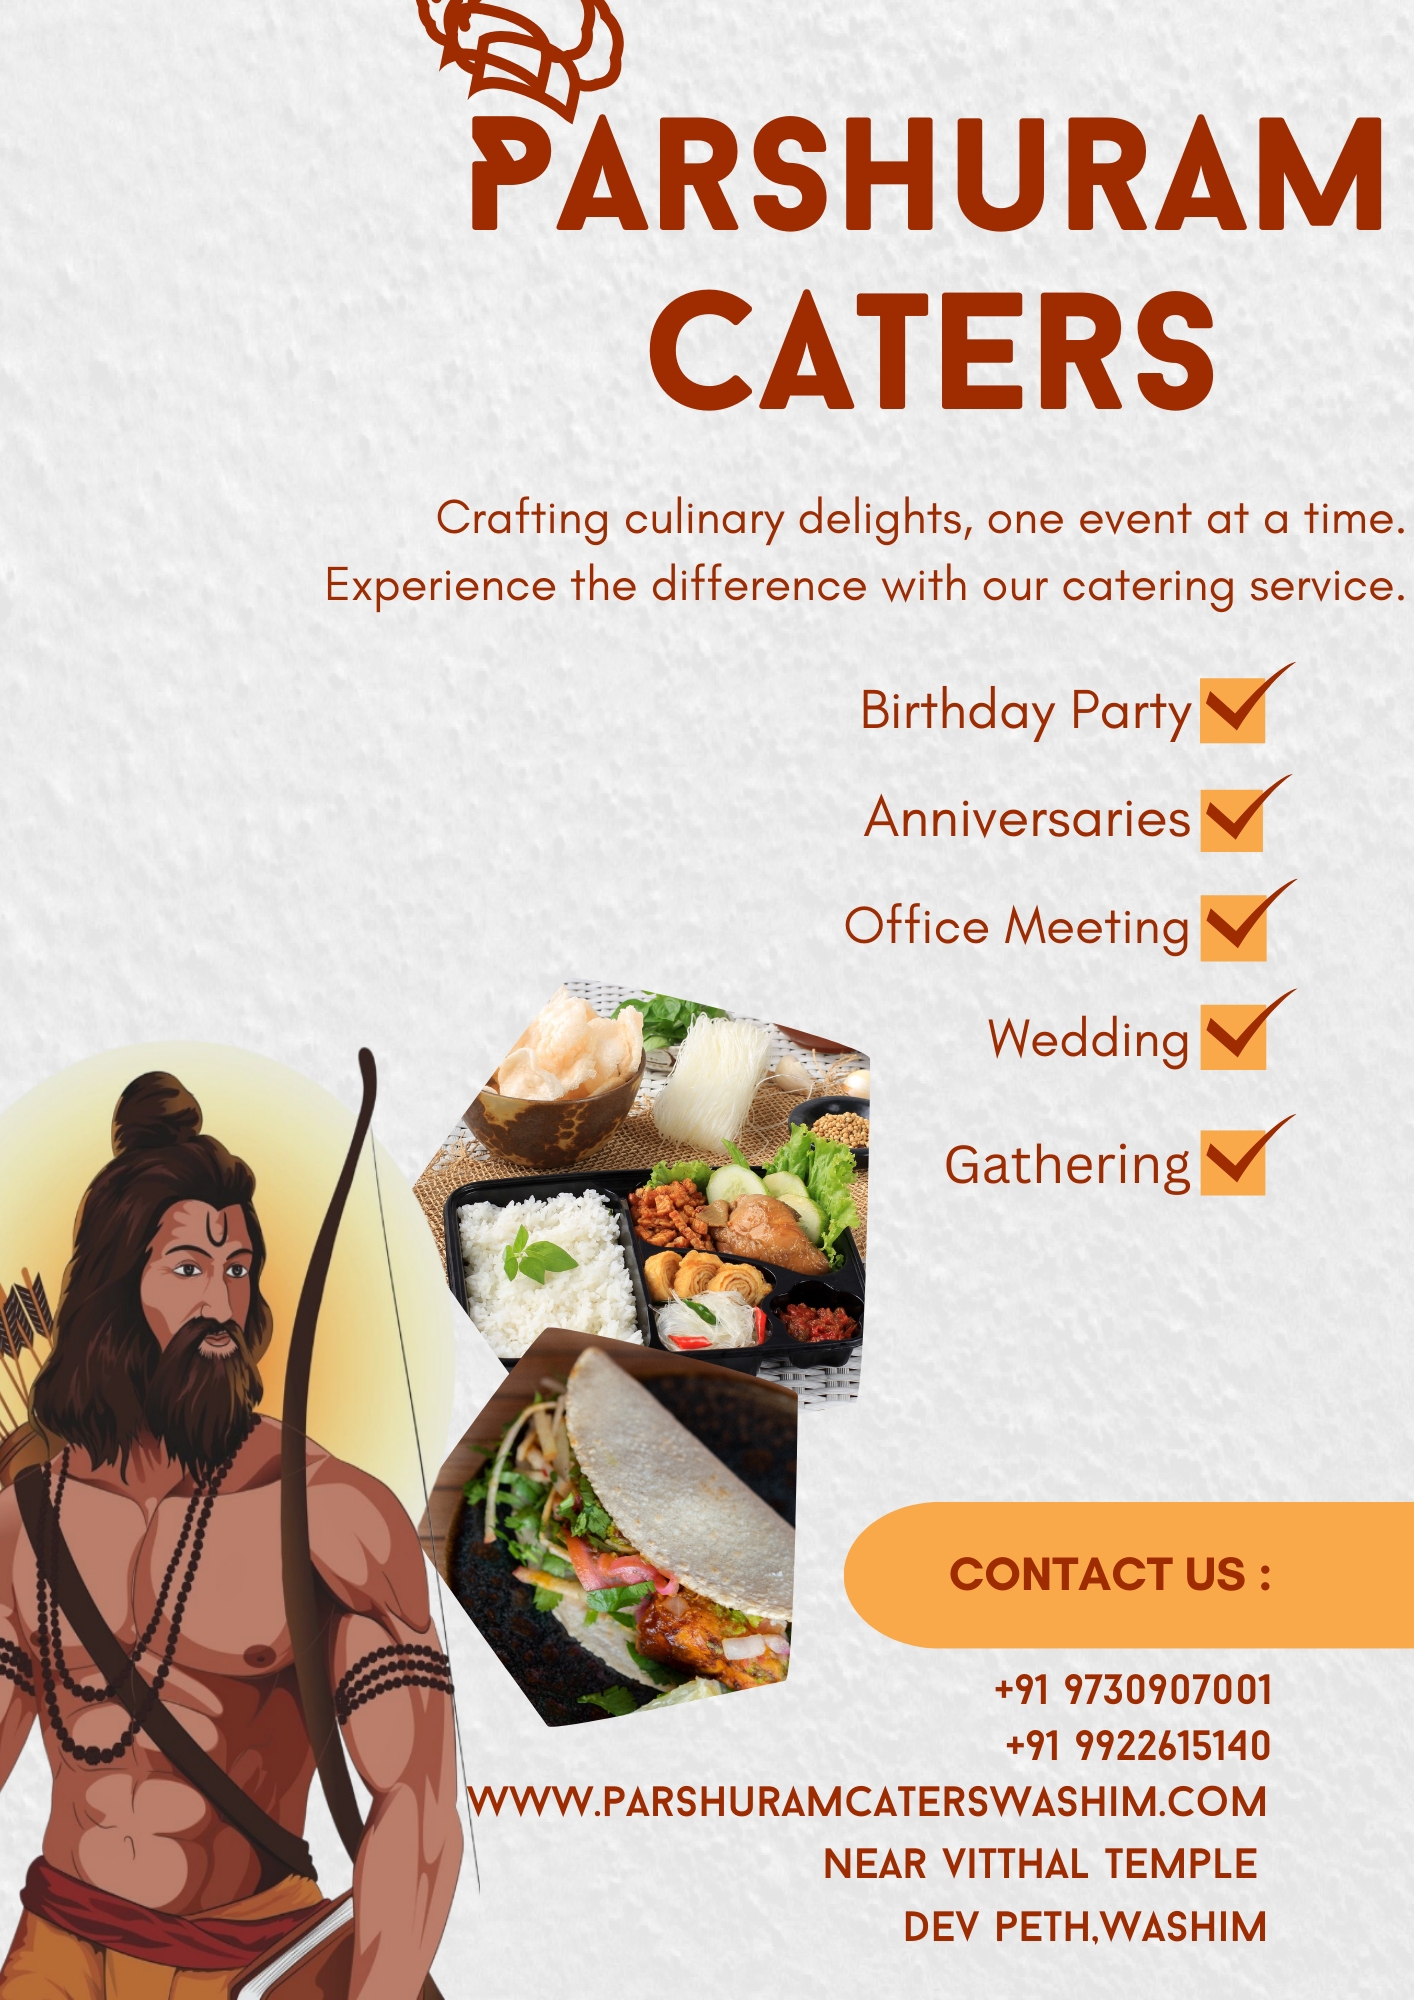 PARSHURAM
CATERS
Crafting culinary delights, one event at a time.
Experience the difference with our catering service.
Birthday Party
Anniversaries
Office Meeting
Wedding
Gathering
CONTACT US :
+91 9730907001
+91 9922615140
WWW.PARSHURAMCATERSWASHIM.COM
NEAR VITTHAL TEMPLE
DEV PETH,WASHIM